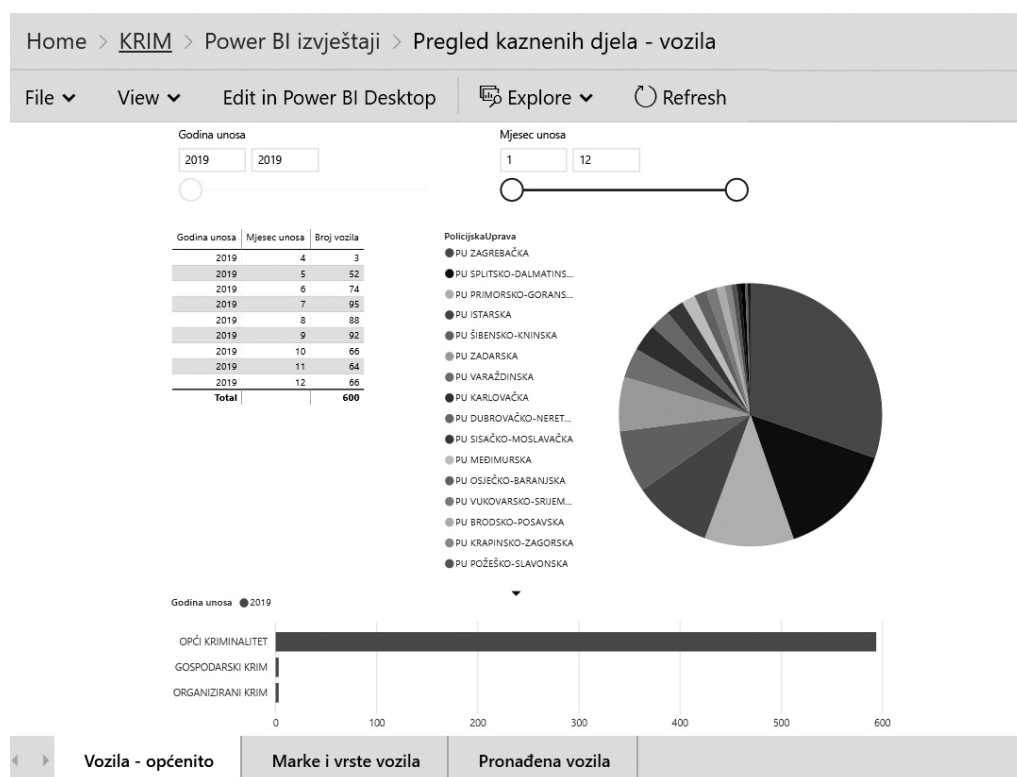 Home > KRIM > Power BI izvještaji > Pregled kaznenih djela - vozila
File View Edit in Power BI Desktop Explore Refresh
Godina unosa
2019 2019
Mjesec unosa
1 12
Godina unosa Mjesec unosa Broj vozila
2019 4 3
2019 5 52
2019 6 74
2019 7 95
2019 8 88
2019 9 92
2019 10 66
2019 11 64
2019 12 66
Total 600
PolicijskaUprava
PU ZAGREBAČKA
PU SPLITSKO-DALMATINS...
PU PRIMORSKO-GORANS...
PU ISTARSKA
PU ŠIBENSKO-KNINSKA
PU ZADARSKA
PU VARAŽDINSKA
PU KARLOVAČKA
PU DUBROVAČKO-NERET...
PU SISAČKO-MOSLAVAČKA
PU MEĐIMURSKA
PU OSJEČKO-BARANJSKA
PU VUKOVARSKO-SRIJEM...
PU BRODSKO-POSAVSKA
PU KRAPINSKO-ZAGORSKA
PU POŽEŠKO-SLAVONSKA
Godina unosa 2019
OPĆI KRIMINALITET
GOSPODARSKI KRIM
ORGANIZIRANI KRIM
0 100 200 300 400 500 600
Vozila - općenito Marke i vrste vozila Pronađena vozila